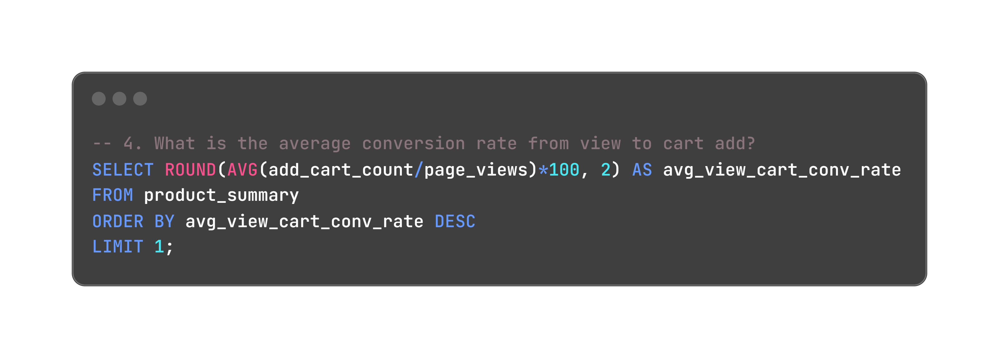 -- 4. What is the average conversion rate from view to cart add?
SELECT ROUND(AVG(add_cart_count/page_views)*100, 2) AS avg_view_cart_conv_rate
FROM product_summary
ORDER BY avg_view_cart_conv_rate DESC
LIMIT 1;